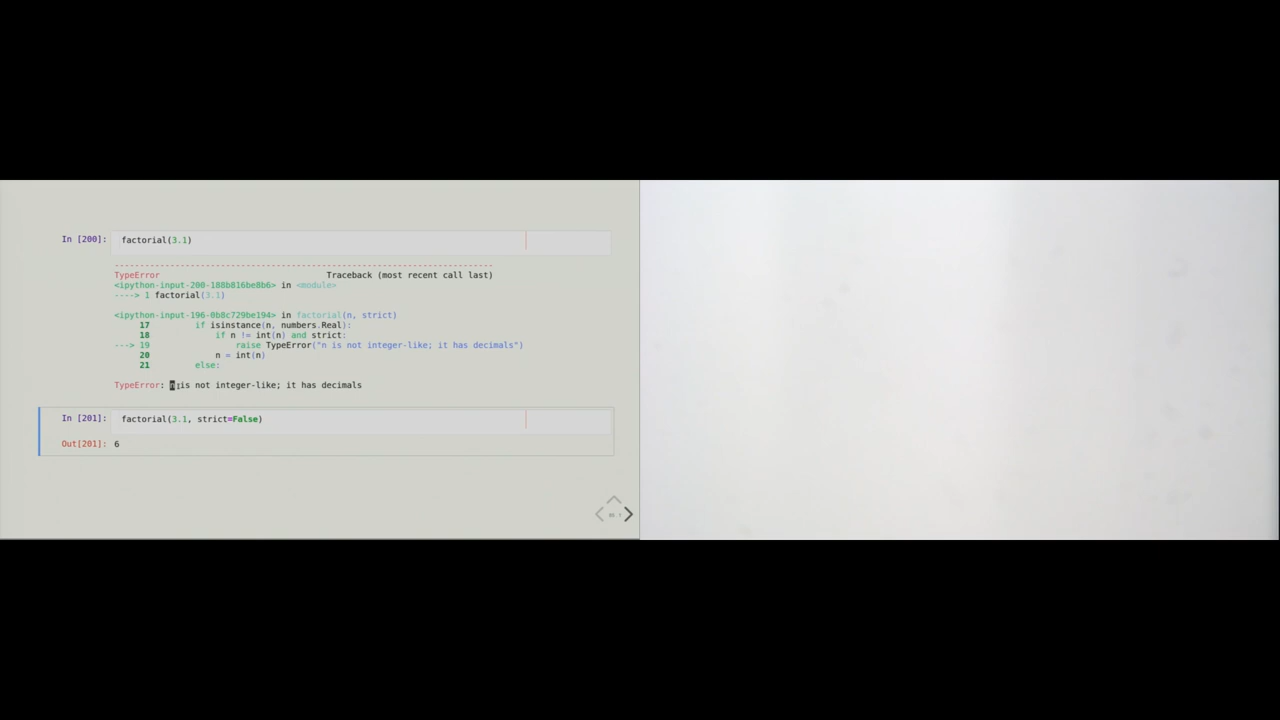 In [200]: factorial(3.1)
---------------------------------------------------------------------------
TypeError Traceback (most recent call last)
<ipython-input-200-188b816be8b6> in <module>
----> 1 factorial(3.1)
<ipython-input-196-0b8c729be194> in factorial(n, strict)
17 if isinstance(n, numbers.Real):
18 if n != int(n) and strict:
---> 19 raise TypeError("n is not integer-like; it has decimals")
20 n = int(n)
21 else:
TypeError: n is not integer-like; it has decimals
In [201]: factorial(3.1, strict=False)
Out[201]: 6